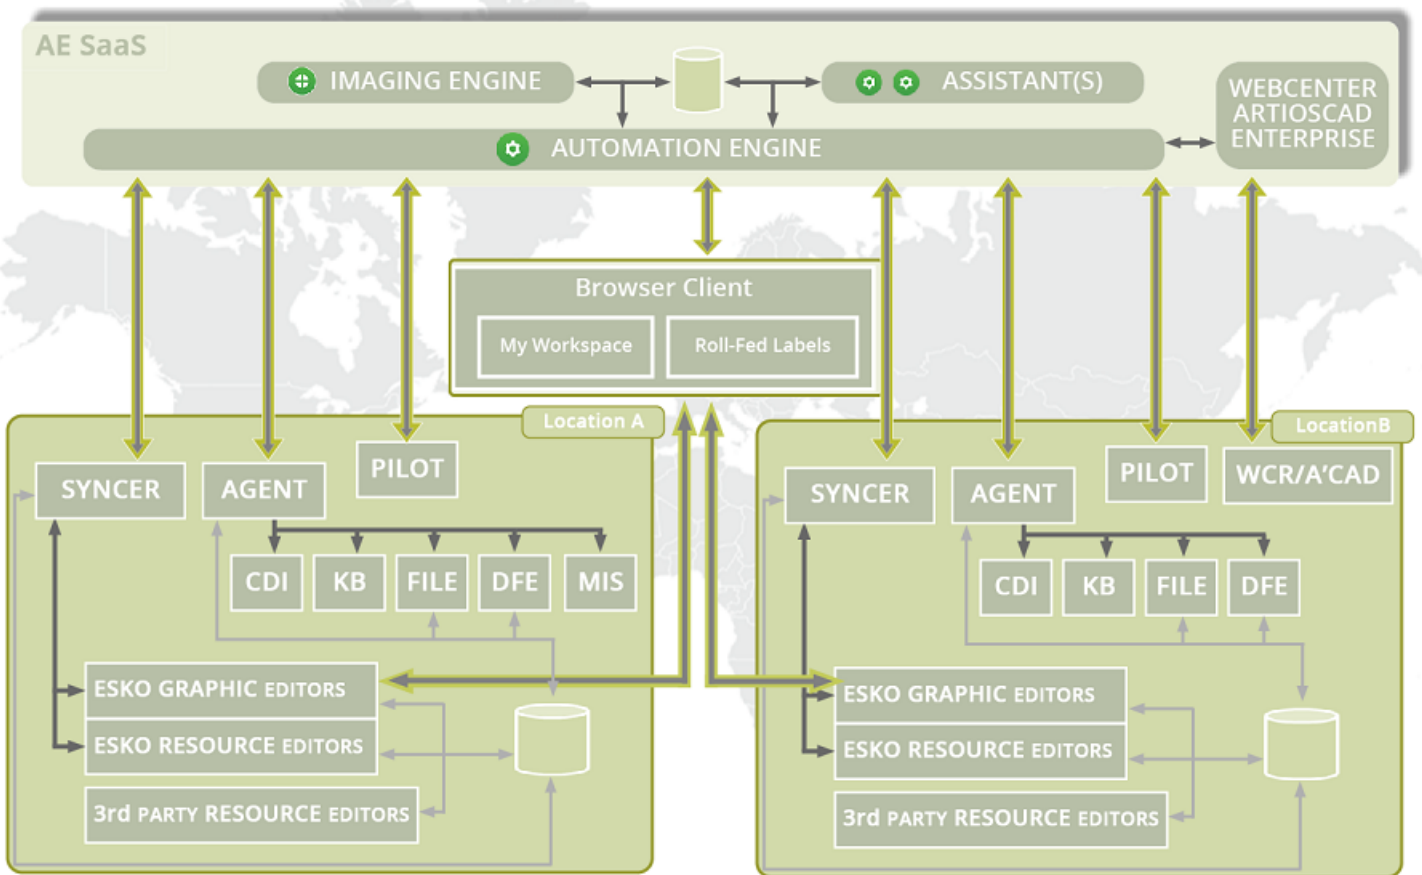 AE SaaS
IMAGING ENGINE
ASSISTANT(S)
WEBCENTER
ARTIOSCAD
ENTERPRISE
AUTOMATION ENGINE
Browser Client
My Workspace
Roll-Fed Labels
Location A
SYNCER
AGENT
PILOT
CDI
KB
FILE
DFE
MIS
ESKO GRAPHIC EDITORS
ESKO RESOURCE EDITORS
3rd PARTY RESOURCE EDITORS
LocationB
SYNCER
AGENT
PILOT
WCR/A'CAD
CDI
KB
FILE
DFE
ESKO GRAPHIC EDITORS
ESKO RESOURCE EDITORS
3rd PARTY RESOURCE EDITORS